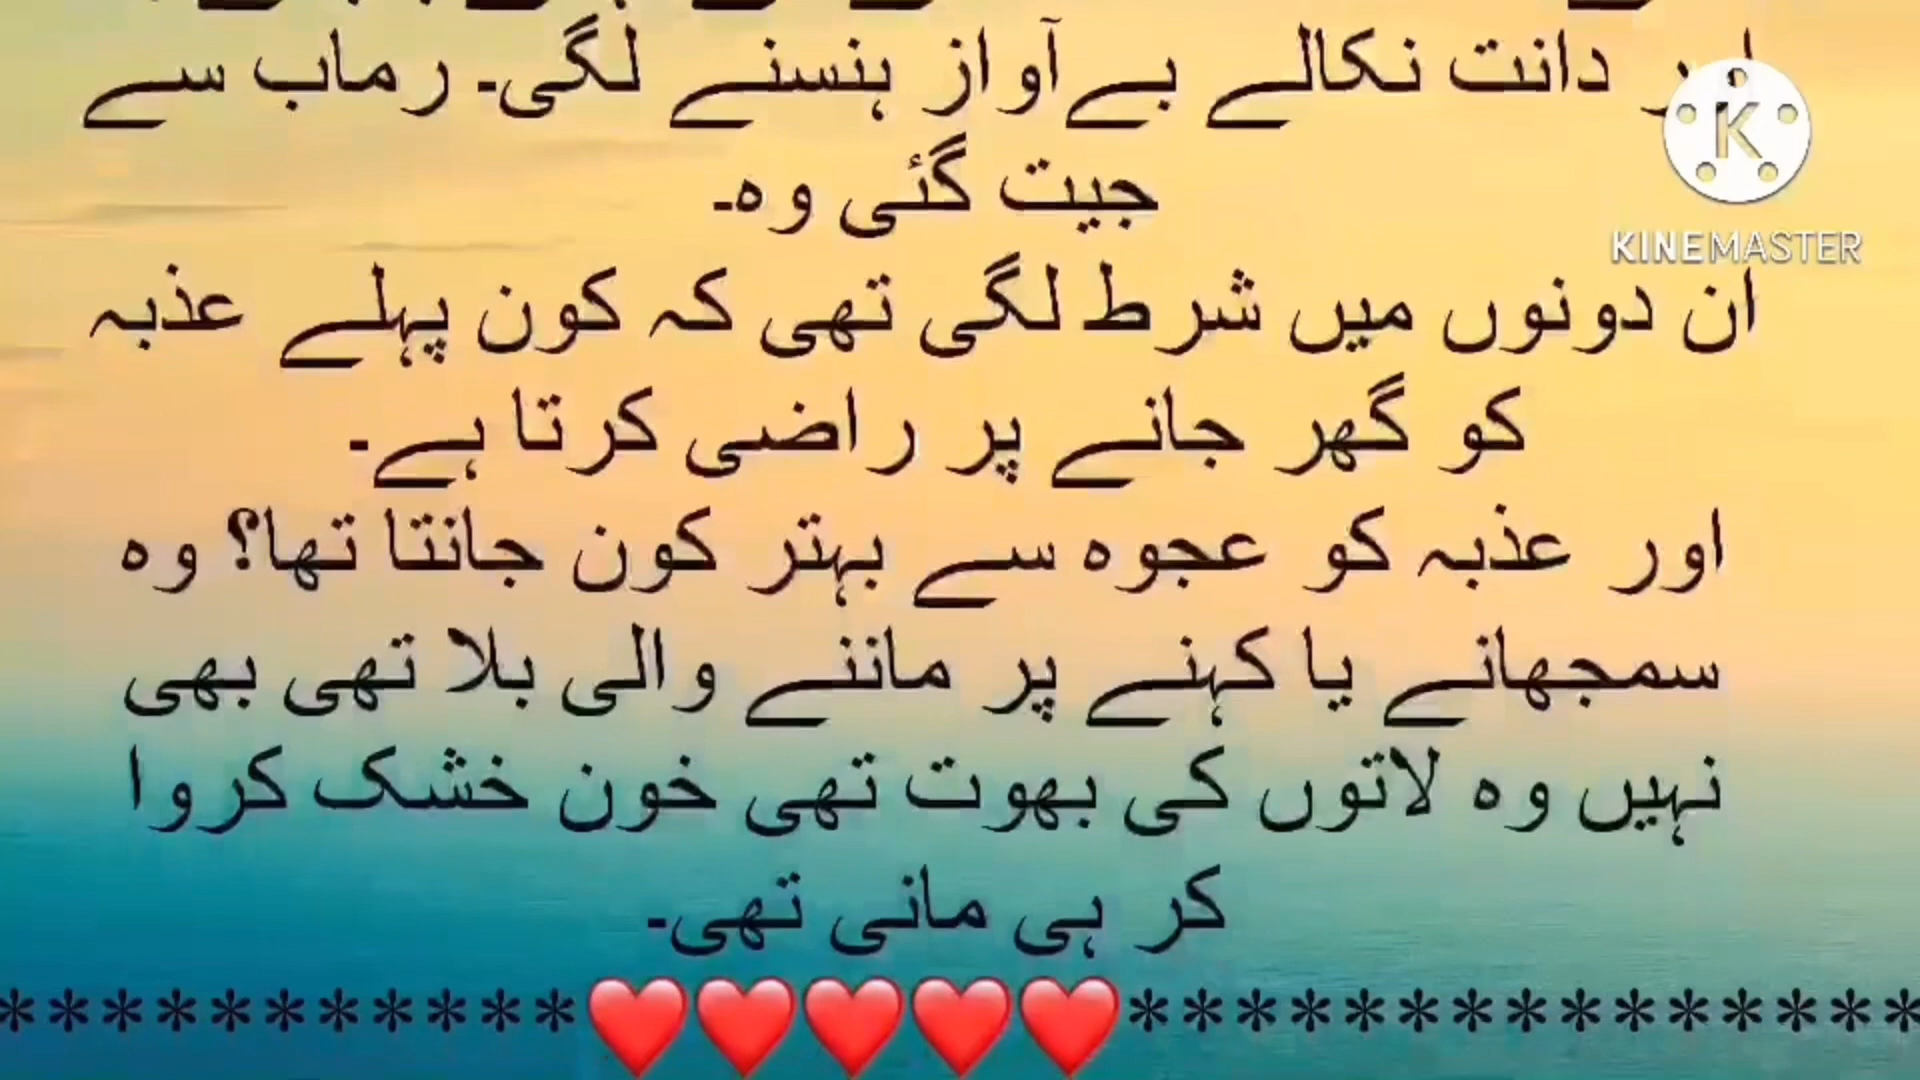 دانت نکالے بےآواز ہنسنے لگی۔ رماب سے
جیت گئی وہ۔
KINEMASTER
ان دونوں میں شرط لگی تھی کہ کون پہلے عذبہ
کو گھر جانے پر راضی کرتا ہے۔
اور عذبہ کو عجوہ سے بہتر کون جانتا تھا؟ وہ
سمجھانے یا کہنے پر ماننے والی بلا تھی بھی
نہیں وہ لاتوں کی بھوت تھی خون خشک کروا
کر ہی مانی تھی۔
***********❤️❤️❤️❤️❤️***************